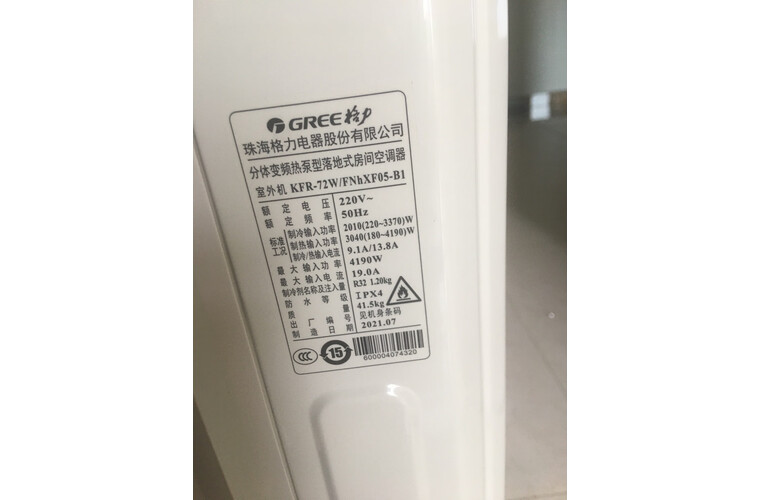 GREE 格力
珠海格力电器股份有限公司
分体变频热泵型落地式房间空调器
室外机 KFR-72W/FNhXF05-B1
额定电压 220V~
额定频率 50Hz
标准工况 制冷输入功率 2010(220~3370)W
制热输入功率 3040(180~4190)W
制冷/热输入电流 9.1A/13.8A
最大输入功率 4190W
最大输入电流 19.0A
制冷剂名称及注入量 R32 1.20kg
防水等级 IPX4
质量 41.5kg
出厂编号 见机身条码
制造日期 2021.07
CCC 15 600004074320